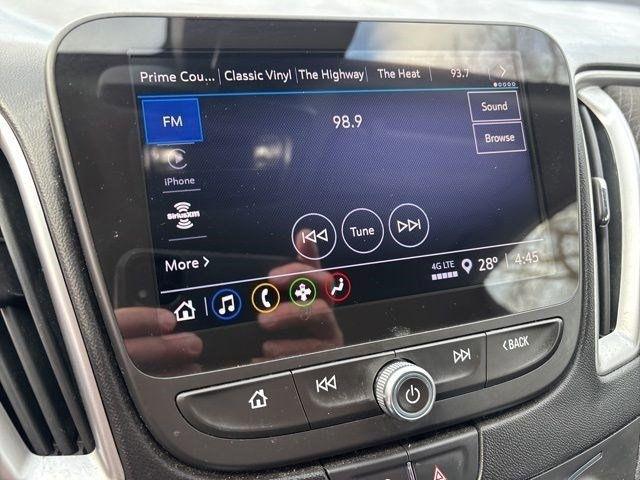 Prime Cou... Classic Vinyl The Highway The Heat 93.7
FM
98.9
Sound
Browse
iPhone
SiriusXM
Tune
More >
4G LTE 28° 4:45
<BACK